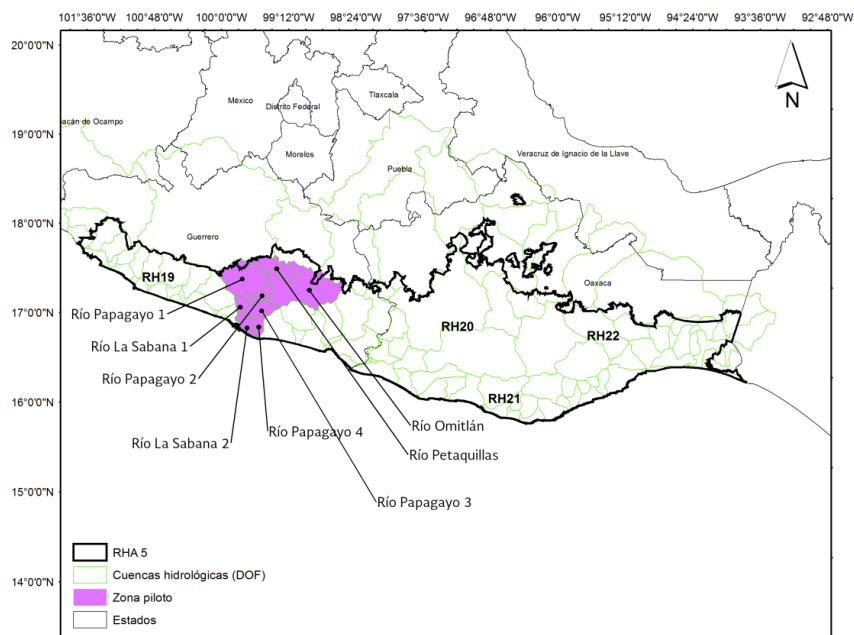 101°36'0"W 100°48'0"W 100°0'0"W 99°12'0"W 98°24'0"W 97°36'0"W 96°48'0"W 96°0'0"W 95°12'0"W 94°24'0"W 93°36'0"W 92°48'0"W
20°0'0"N
19°0'0"N
18°0'0"N
17°0'0"N
16°0'0"N
15°0'0"N
14°0'0"N
N
México
Distrito Federal
Tlaxcala
acán de Ocampo
Morelos
Veracruz de Ignacio de la Llave
Puebla
Guerrero
Oaxaca
RH19
RH20
RH22
RH21
Río Papagayo 1
Río La Sabana 1
Río Papagayo 2
Río La Sabana 2
Río Papagayo 4
Río Omitlán
Río Petaquillas
Río Papagayo 3
RHA 5
Cuencas hidrológicas (DOF)
Zona piloto
Estados